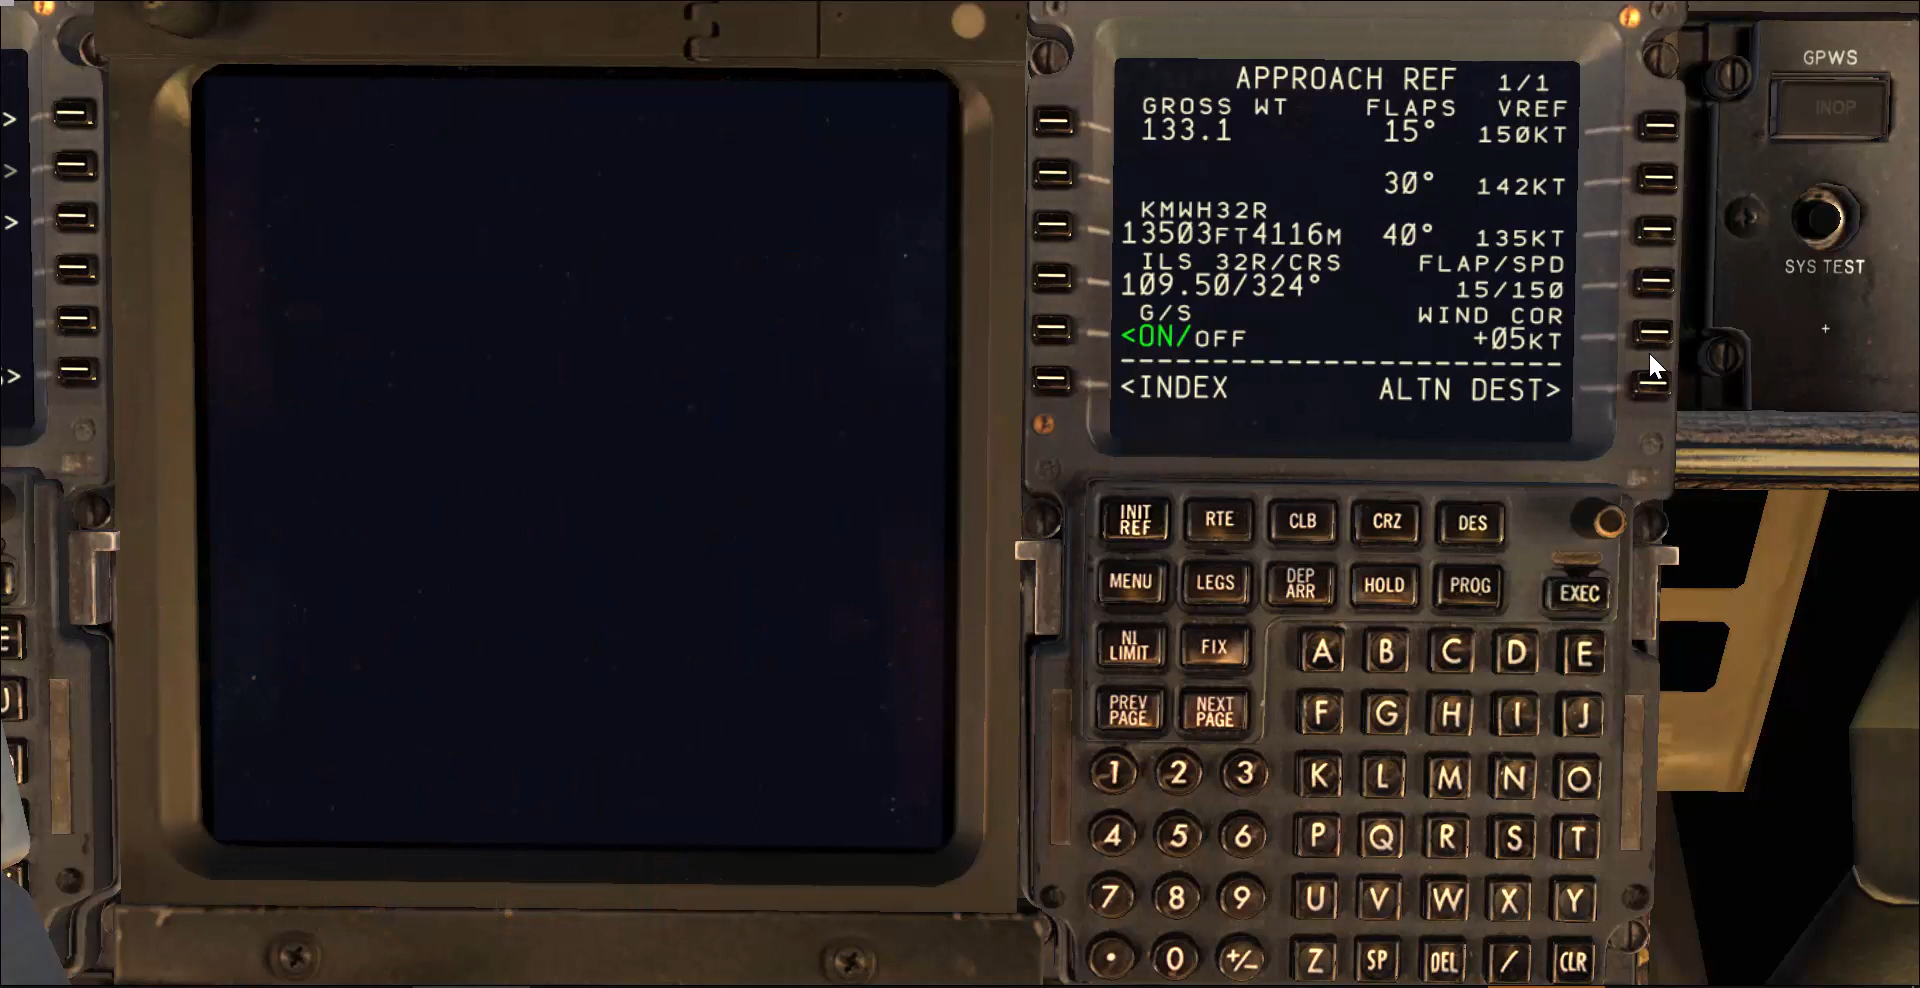 APPROACH REF 1/1
GROSS WT FLAPS VREF
133.1 15° 150KT
30° 142KT
KMWH32R
13503FT4116M 40° 135KT
ILS 32R/CRS FLAP/SPD
109.50/324° 15/150
G/S WIND COR
<ON/OFF +05KT
--------------------------
<INDEX ALTN DEST>
GPWS
INOP
SYS TEST
>
>
>
>
INIT REF RTE CLB CRZ DES
MENU LEGS DEP ARR HOLD PROG EXEC
N1 LIMIT FIX A B C D E
PREV PAGE NEXT PAGE F G H I J
1 2 3 K L M N O
4 5 6 P Q R S T
7 8 9 U V W X Y
. 0 +/- Z SP DEL / CLR
E